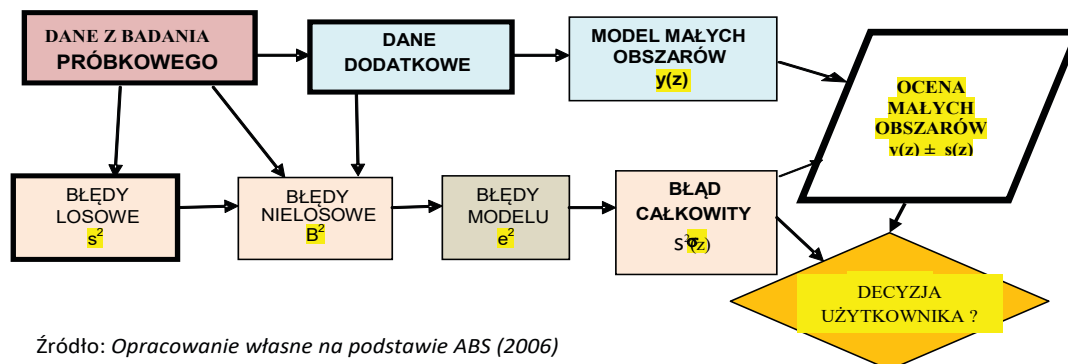 DANE Z BADANIA
PRÓBKOWEGO
DANE
DODATKOWE
MODEL MAŁYCH
OBSZARÓW
y(z)
OCENA
MAŁYCH
OBSZARÓW
y(z) ± s(z)
BŁĘDY
LOSOWE
s²
BŁĘDY
NIELOSOWE
B²
BŁĘDY
MODELU
e²
BŁĄD
CAŁKOWITY
(z)
DECYZJA
UŻYTKOWNIKA ?
Źródło: Opracowanie własne na podstawie ABS (2006)